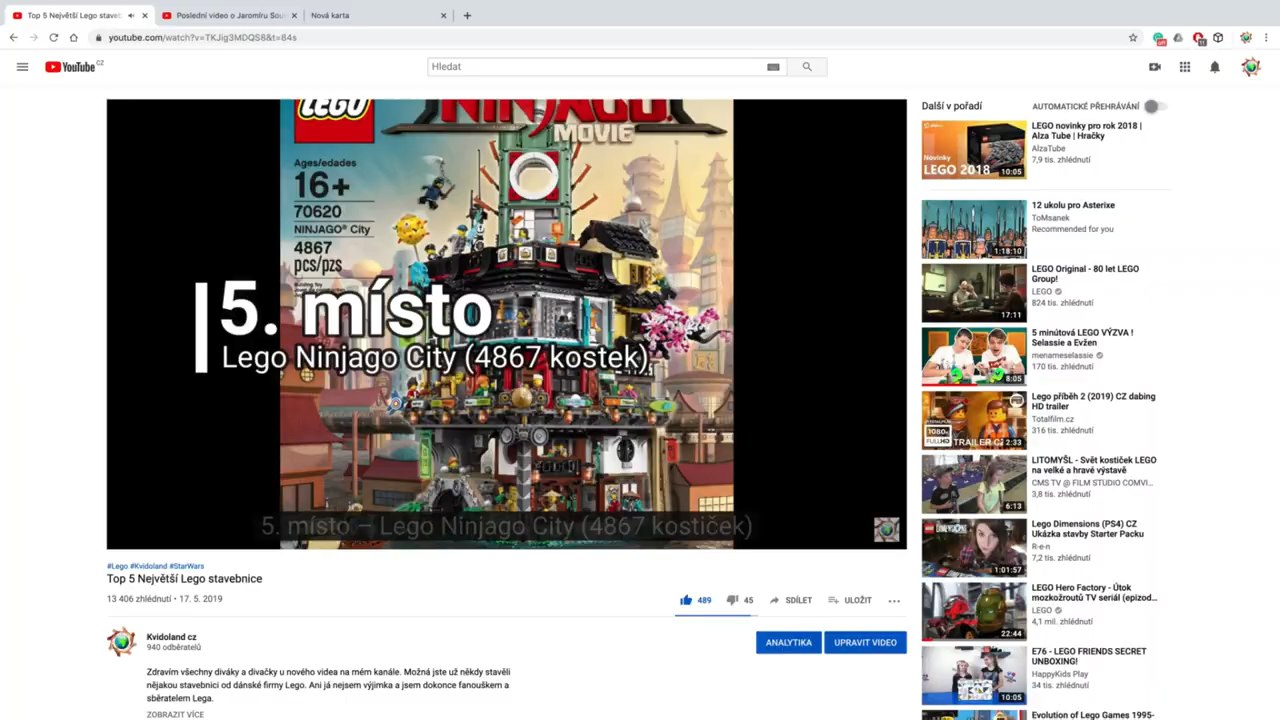 Top 5 Největší Lego staveb
Poslední video o Jaromíru Sou
Nová karta
youtube.com/watch?v=TKJig3MDQS8&t=84s
YouTube CZ
Hledat
LEGO
NINJAGO
MOVIE
Ages/edades
16+
70620
NINJAGO® City
4867
pcs/pzs
5. místo
Lego Ninjago City (4867 kostek)
5. místo – Lego Ninjago City (4867 kostiček)
#Lego #Kvidoland #StarWars
Top 5 Největší Lego stavebnice
13 406 zhlédnutí • 17. 5. 2019
489
45
SDÍLET
ULOŽIT
Kvidoland cz
940 odběratelů
ANALYTIKA
UPRAVIT VIDEO
Zdravím všechny diváky a divačky u nového videa na mém kanále. Možná jste už někdy stavěli
nějakou stavebnici od dánské firmy Lego. Ani já nejsem výjimka a jsem dokonce fanouškem a
sběratelem Lega.
ZOBRAZIT VÍCE
Další v pořadí
AUTOMATICKÉ PŘEHRÁVÁNÍ
Novinky
LEGO 2018
10:05
LEGO novinky pro rok 2018 |
Alza Tube | Hračky
AlzaTube
7,9 tis. zhlédnutí
1:18:10
12 ukolu pro Asterixe
ToMsanek
Recommended for you
17:11
LEGO Original - 80 let LEGO
Group!
LEGO
824 tis. zhlédnutí
8:05
5 minútová LEGO VÝZVA !
Selassie a Evžen
menameselassie
170 tis. zhlédnutí
1080p
FULLHD
TRAILER CZ
2:33
Lego příběh 2 (2019) CZ dabing
HD trailer
Totalfilm.cz
316 tis. zhlédnutí
6:13
LITOMYŠL - Svět kostiček LEGO
na velké a hravé výstavě
CMS TV @ FILM STUDIO COMVI...
3,8 tis. zhlédnutí
1:01:57
Lego Dimensions (PS4) CZ
Ukázka stavby Starter Packu
R-e-n
7,2 tis. zhlédnutí
22:44
LEGO Hero Factory - Útok
mozkožroutů TV seriál (epizod...
LEGO
4,1 mil. zhlédnutí
10:05
E76 - LEGO FRIENDS SECRET
UNBOXING!
HappyKids Play
34 tis. zhlédnutí
Evolution of Lego Games 1995-